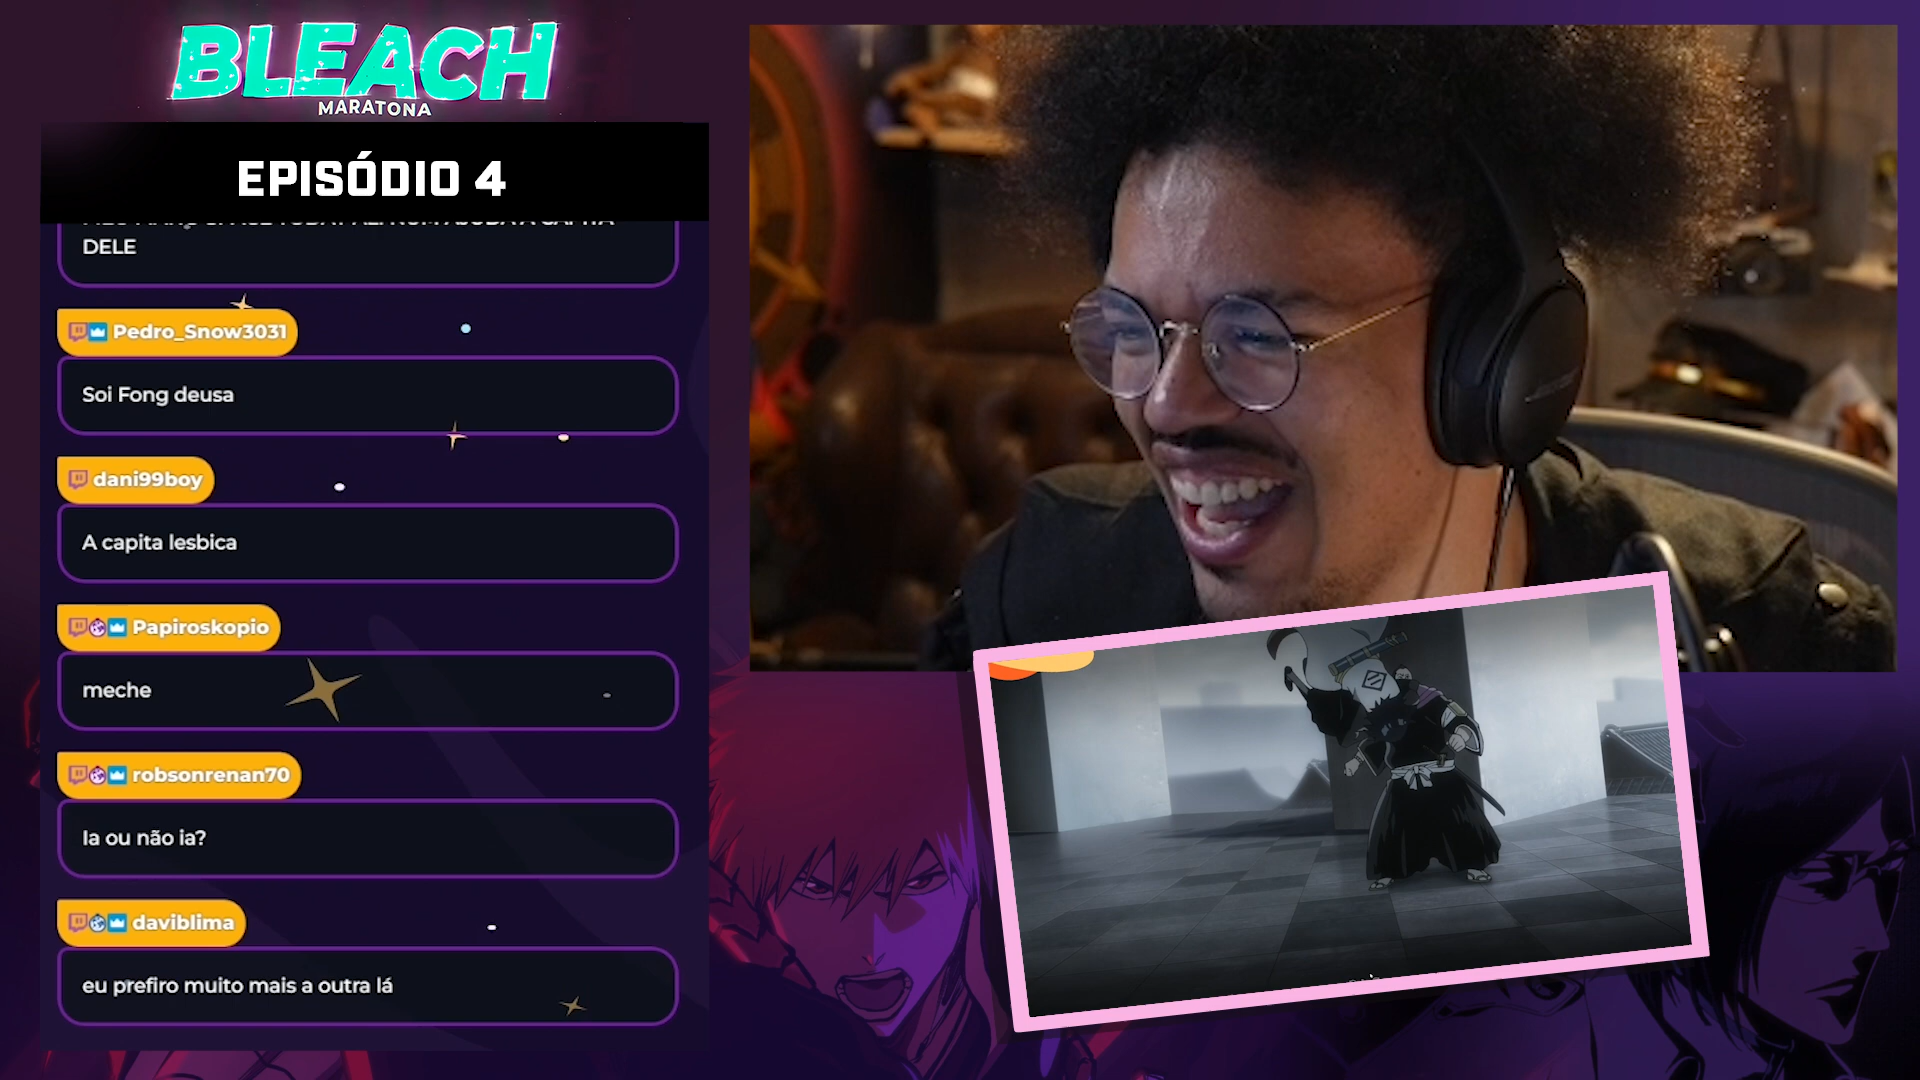 BLEACH
MARATONA
EPISÓDIO 4
DELE
Pedro_Snow3031
Soi Fong deusa
dani99boy
A capita lesbica
Papiroskopio
meche
robsonrenan70
Ia ou não ia?
daviblima
eu prefiro muito mais a outra lá